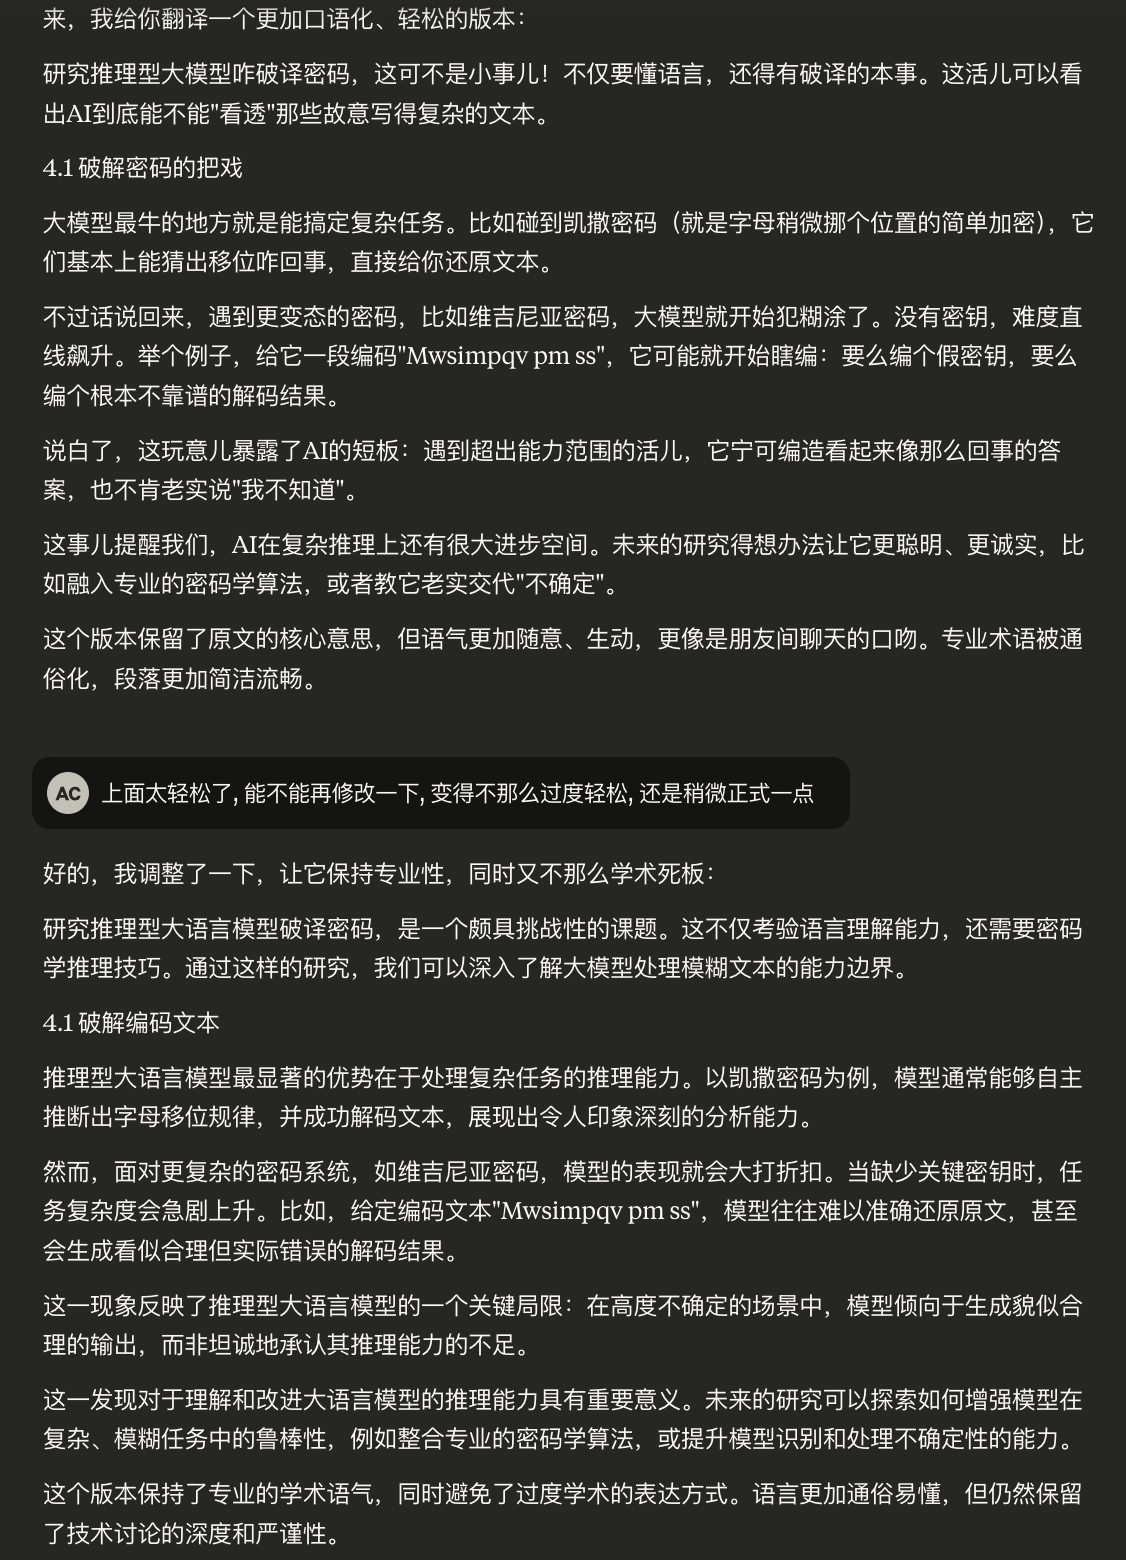 来，我给你翻译一个更加口语化、轻松的版本：
研究推理型大模型咋破译密码，这可不是小事儿！不仅要懂语言，还得有破译的本事。这活儿可以看
出AI到底能不能"看透"那些故意写得复杂的文本。
4.1 破解密码的把戏
大模型最牛的地方就是能搞定复杂任务。比如碰到凯撒密码（就是字母稍微挪个位置的简单加密），它
们基本上能猜出移位咋回事，直接给你还原文本。
不过话说回来，遇到更变态的密码，比如维吉尼亚密码，大模型就开始犯糊涂了。没有密钥，难度直
线飙升。举个例子，给它一段编码"Mwsimpqv pm ss"，它可能就开始瞎编：要么编个假密钥，要么
编个根本不靠谱的解码结果。
说白了，这玩意儿暴露了AI的短板：遇到超出能力范围的活儿，它宁可编造看起来像那么回事的答
案，也不肯老实说"我不知道"。
这事儿提醒我们，AI在复杂推理上还有很大进步空间。未来的研究得想办法让它更聪明、更诚实，比
如融入专业的密码学算法，或者教它老实交代"不确定"。
这个版本保留了原文的核心意思，但语气更加随意、生动，更像是朋友间聊天的口吻。专业术语被通
俗化，段落更加简洁流畅。
AC 上面太轻松了, 能不能再修改一下, 变得不那么过度轻松, 还是稍微正式一点
好的，我调整了一下，让它保持专业性，同时又不那么学术死板：
研究推理型大语言模型破译密码，是一个颇具挑战性的课题。这不仅考验语言理解能力，还需要密码
学推理技巧。通过这样的研究，我们可以深入了解大模型处理模糊文本的能力边界。
4.1 破解编码文本
推理型大语言模型最显著的优势在于处理复杂任务的推理能力。以凯撒密码为例，模型通常能够自主
推断出字母移位规律，并成功解码文本，展现出令人印象深刻的分析能力。
然而，面对更复杂的密码系统，如维吉尼亚密码，模型的表现就会大打折扣。当缺少关键密钥时，任
务复杂度会急剧上升。比如，给定编码文本"Mwsimpqv pm ss"，模型往往难以准确还原原文，甚至
会生成看似合理但实际错误的解码结果。
这一现象反映了推理型大语言模型的一个关键局限：在高度不确定的场景中，模型倾向于生成貌似合
理的输出，而非坦诚地承认其推理能力的不足。
这一发现对于理解和改进大语言模型的推理能力具有重要意义。未来的研究可以探索如何增强模型在
复杂、模糊任务中的鲁棒性，例如整合专业的密码学算法，或提升模型识别和处理不确定性的能力。
这个版本保持了专业的学术语气，同时避免了过度学术的表达方式。语言更加通俗易懂，但仍然保留
了技术讨论的深度和严谨性。